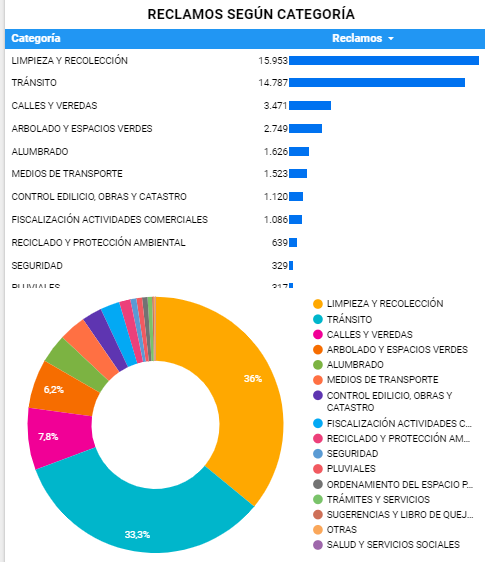 RECLAMOS SEGÚN CATEGORÍA
Categoría Reclamos
LIMPIEZA Y RECOLECCIÓN 15.953
TRÁNSITO 14.787
CALLES Y VEREDAS 3.471
ARBOLADO Y ESPACIOS VERDES 2.749
ALUMBRADO 1.626
MEDIOS DE TRANSPORTE 1.523
CONTROL EDILICIO, OBRAS Y CATASTRO 1.120
FISCALIZACIÓN ACTIVIDADES COMERCIALES 1.086
RECICLADO Y PROTECCIÓN AMBIENTAL 639
SEGURIDAD 329
PLUVIALES 317
36%
33,3%
7,8%
6,2%
LIMPIEZA Y RECOLECCIÓN
TRÁNSITO
CALLES Y VEREDAS
ARBOLADO Y ESPACIOS VERDES
ALUMBRADO
MEDIOS DE TRANSPORTE
CONTROL EDILICIO, OBRAS Y
CATASTRO
FISCALIZACIÓN ACTIVIDADES C...
RECICLADO Y PROTECCIÓN AM...
SEGURIDAD
PLUVIALES
ORDENAMIENTO DEL ESPACIO P...
TRÁMITES Y SERVICIOS
SUGERENCIAS Y LIBRO DE QUEJ...
OTRAS
SALUD Y SERVICIOS SOCIALES